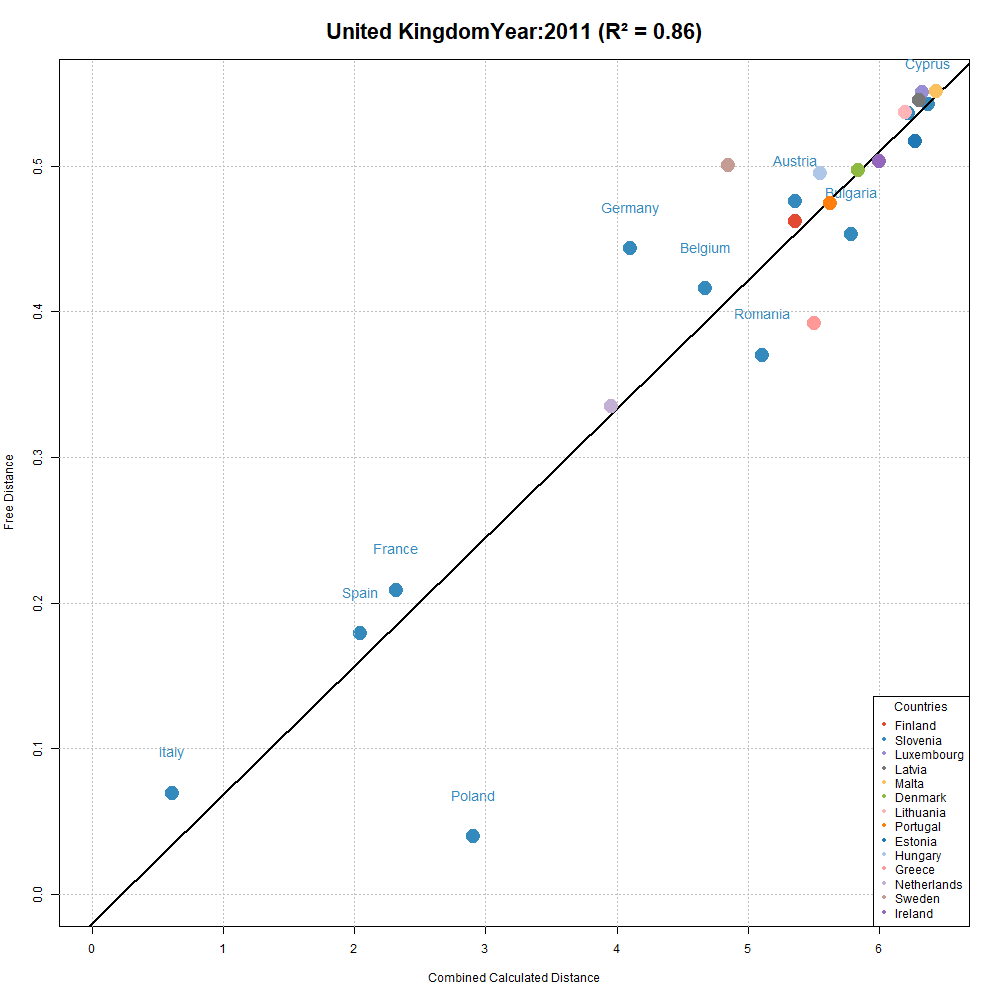 United KingdomYear:2011 (R² = 0.86)
Cyprus
Austria
Bulgaria
Germany
Belgium
Romania
France
Spain
Italy
Poland
Free Distance
0.5
0.4
0.3
0.2
0.1
0.0
0 1 2 3 4 5 6
Combined Calculated Distance
Countries
Finland
Slovenia
Luxembourg
Latvia
Malta
Denmark
Lithuania
Portugal
Estonia
Hungary
Greece
Netherlands
Sweden
Ireland